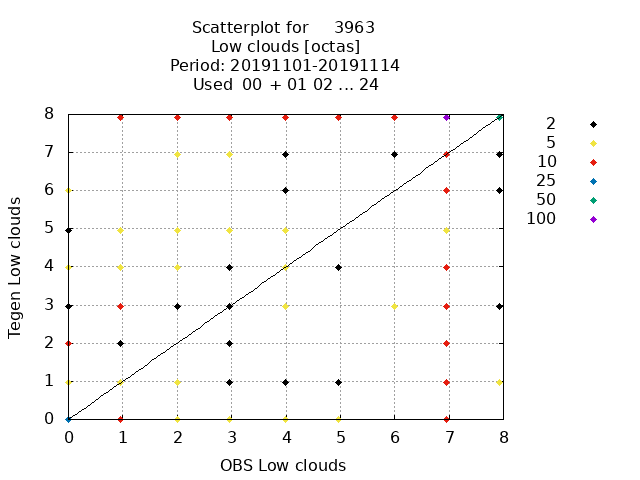 Scatterplot for 3963
Low clouds [octas]
Period: 20191101-20191114
Used 00 + 01 02 ... 24
8
7
6
5
4
3
2
1
0
0 1 2 3 4 5 6 7 8
Tegen Low clouds
OBS Low clouds
2
5
10
25
50
100